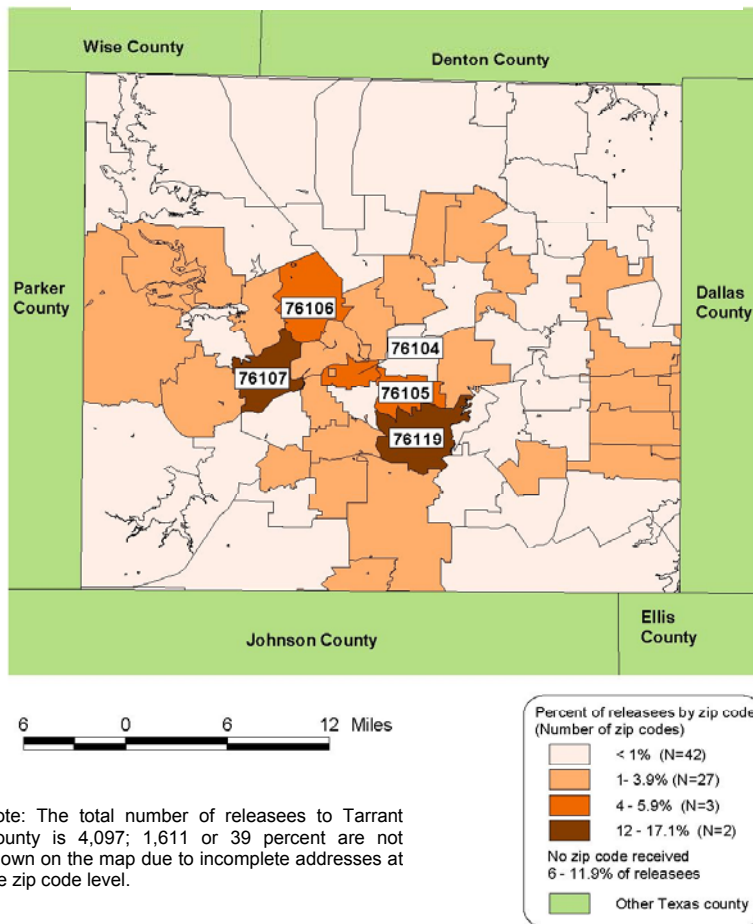 Wise County
Denton County
Parker
County
76106
Dallas
County
76104
76107
76105
76119
Johnson County
Ellis
County
6 0 6 12 Miles
Percent of releasees by zip code
(Number of zip codes)
< 1% (N=42)
1- 3.9% (N=27)
4 - 5.9% (N=3)
12 - 17.1% (N=2)
No zip code received
6 - 11.9% of releasees
Other Texas county
ote: The total number of releasees to Tarrant
ounty is 4,097; 1,611 or 39 percent are not
own on the map due to incomplete addresses at
e zip code level.